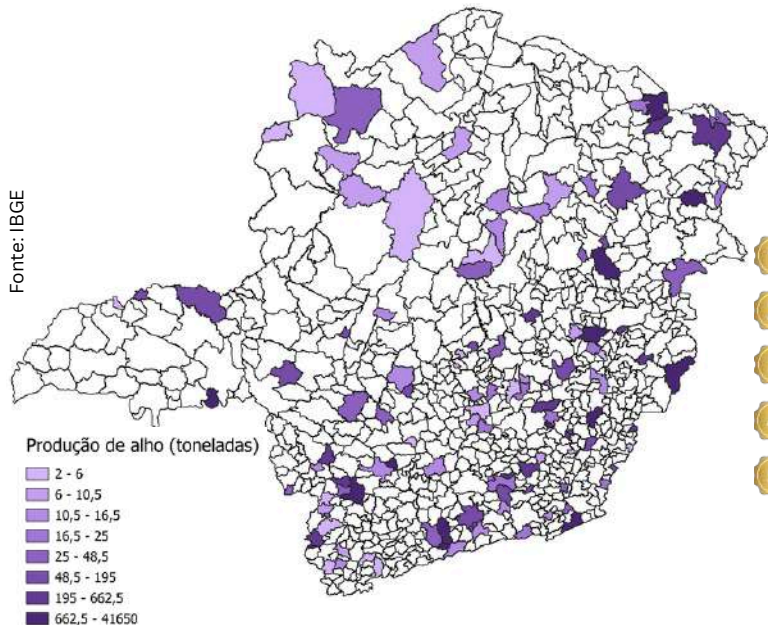 Fonte: IBGE
Produção de alho (toneladas)
2 - 6
6 - 10,5
10,5 - 16,5
16,5 - 25
25 - 48,5
48,5 - 195
195 - 662,5
662,5 - 41650